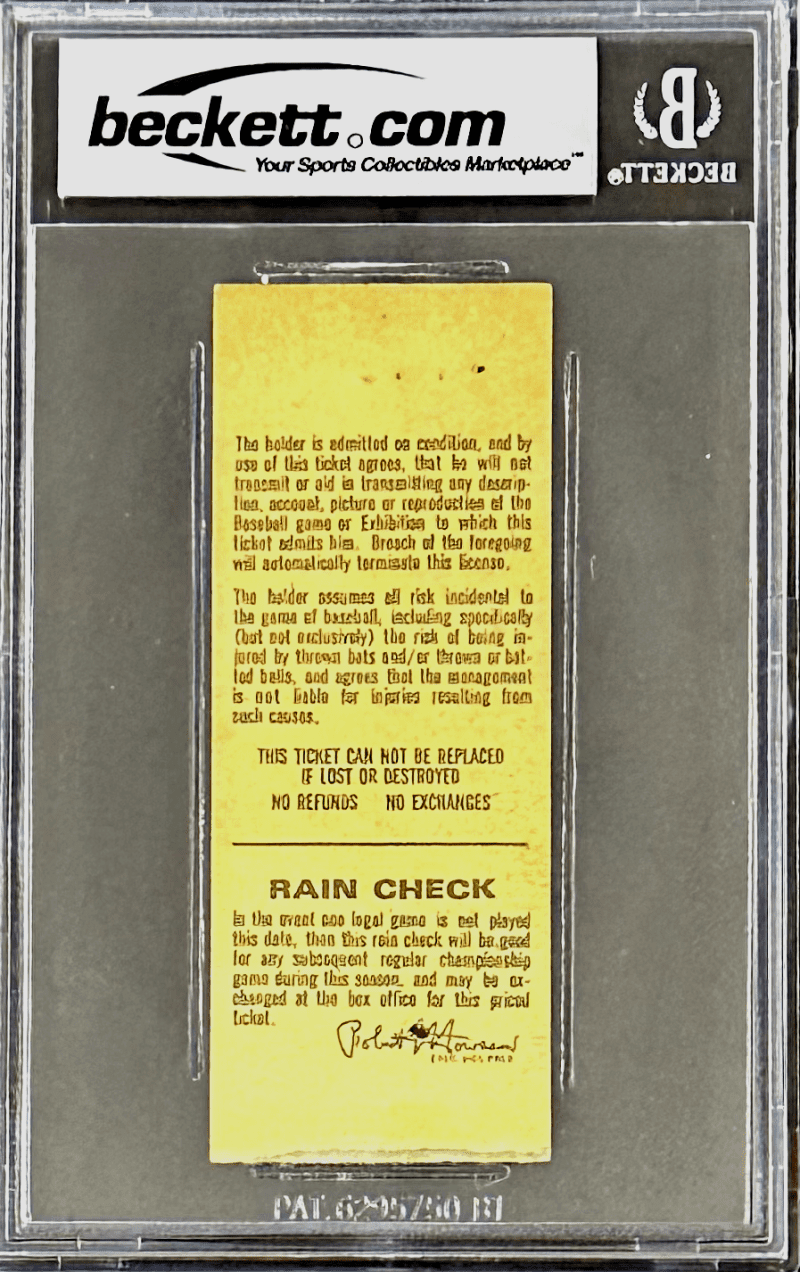 beckett.com
Your Sports Collectibles Marketplace™
B
BECKETT
The holder is admitted on condition, and by
use of this ticket agrees, that he will not
transmit or aid in transmitting any descrip-
tion, account, picture or reproduction of the
Baseball game or Exhibition to which this
ticket admits him. Breach of the foregoing
will automatically terminate this license.
The holder assumes all risk incidental to
the game of baseball, including specifically
(but not exclusively) the risk of being in-
jured by thrown bats and/or thrown or bat-
ted balls, and agrees that the management
is not liable for injuries resulting from
such causes.
THIS TICKET CAN NOT BE REPLACED
IF LOST OR DESTROYED
NO REFUNDS NO EXCHANGES
RAIN CHECK
In the event one legal game is not played
this date, then this rain check will be good
for any subsequent regular championship
game during this season and may be ex-
changed at the box office for this priced
ticket.
Robert
PAT. 6295750 B1